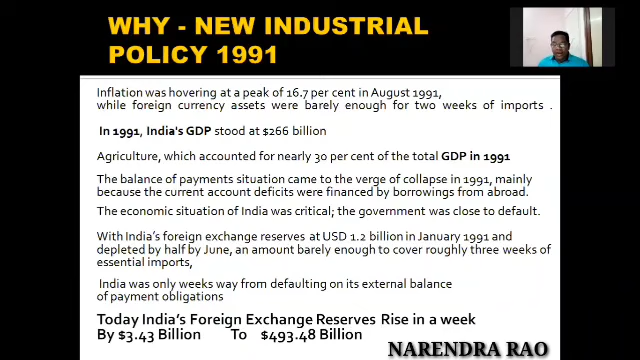 WHY - NEW INDUSTRIAL
POLICY 1991
Inflation was hovering at a peak of 16.7 per cent in August 1991,
while foreign currency assets were barely enough for two weeks of imports .
In 1991, India's GDP stood at $266 billion
Agriculture, which accounted for nearly 30 per cent of the total GDP in 1991
The balance of payments situation came to the verge of collapse in 1991, mainly
because the current account deficits were financed by borrowings from abroad.
The economic situation of India was critical; the government was close to default.
With India's foreign exchange reserves at USD 1.2 billion in January 1991 and
depleted by half by June, an amount barely enough to cover roughly three weeks of
essential imports,
India was only weeks way from defaulting on its external balance
of payment obligations
Today India's Foreign Exchange Reserves Rise in a week
By $3.43 Billion To $493.48 Billion
NARENDRA RAO